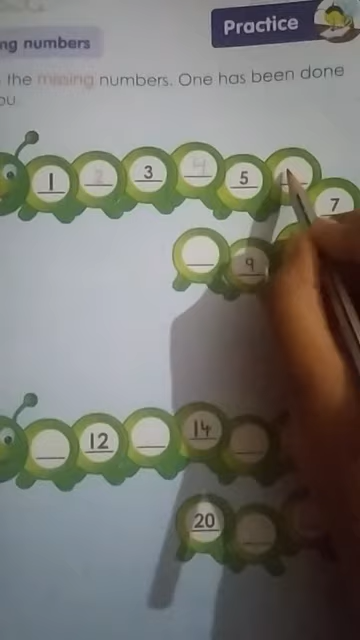 Practice
ng numbers
the missing numbers. One has been done
ou
1 2 3 4 5
7
9
12 14
20